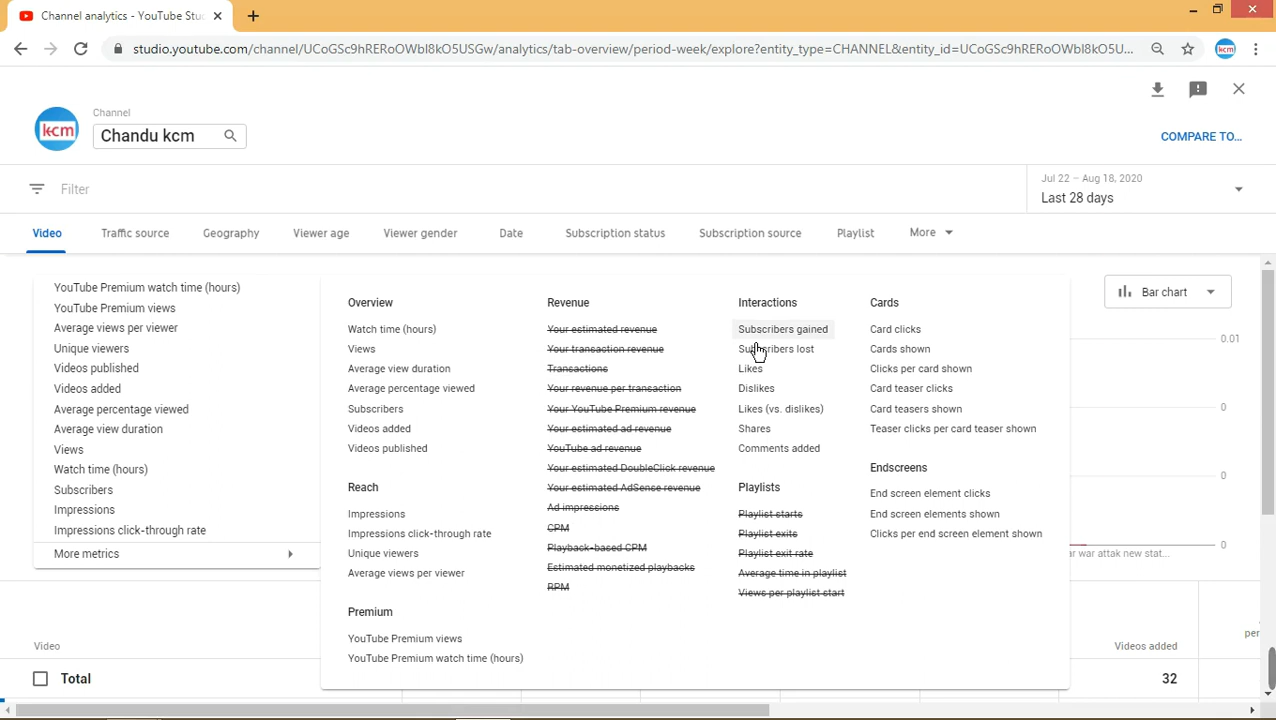 Channel analytics - YouTube Stu
studio.youtube.com/channel/UCoGSc9hRERoOWbI8kO5USGw/analytics/tab-overview/period-week/explore?entity_type=CHANNEL&entity_id=UCoGSc9hRERoOWbI8kO5U...
kcm
kcm
Channel
Chandu kcm
COMPARE TO...
Filter
Jul 22 – Aug 18, 2020
Last 28 days
Video
Traffic source
Geography
Viewer age
Viewer gender
Date
Subscription status
Subscription source
Playlist
More
YouTube Premium watch time (hours)
YouTube Premium views
Average views per viewer
Unique viewers
Videos published
Videos added
Average percentage viewed
Average view duration
Views
Watch time (hours)
Subscribers
Impressions
Impressions click-through rate
More metrics
Overview
Watch time (hours)
Views
Average view duration
Average percentage viewed
Subscribers
Videos added
Videos published
Reach
Impressions
Impressions click-through rate
Unique viewers
Average views per viewer
Premium
YouTube Premium views
YouTube Premium watch time (hours)
Revenue
Your estimated revenue
Your transaction revenue
Transactions
Your revenue per transaction
Your YouTube Premium revenue
Your estimated ad revenue
YouTube ad revenue
Your estimated DoubleClick revenue
Your estimated AdSense revenue
Ad impressions
CPM
Playback-based CPM
Estimated monetized playbacks
RPM
Interactions
Subscribers gained
Subscribers lost
Likes
Dislikes
Likes (vs. dislikes)
Shares
Comments added
Playlists
Playlist starts
Playlist exits
Playlist exit rate
Average time in playlist
Views per playlist start
Cards
Card clicks
Cards shown
Clicks per card shown
Card teaser clicks
Card teasers shown
Teaser clicks per card teaser shown
Endscreens
End screen element clicks
End screen elements shown
Clicks per end screen element shown
Bar chart
0.01
0
0
0
ar war attak new stat...
Video
Videos added
per
Total
32